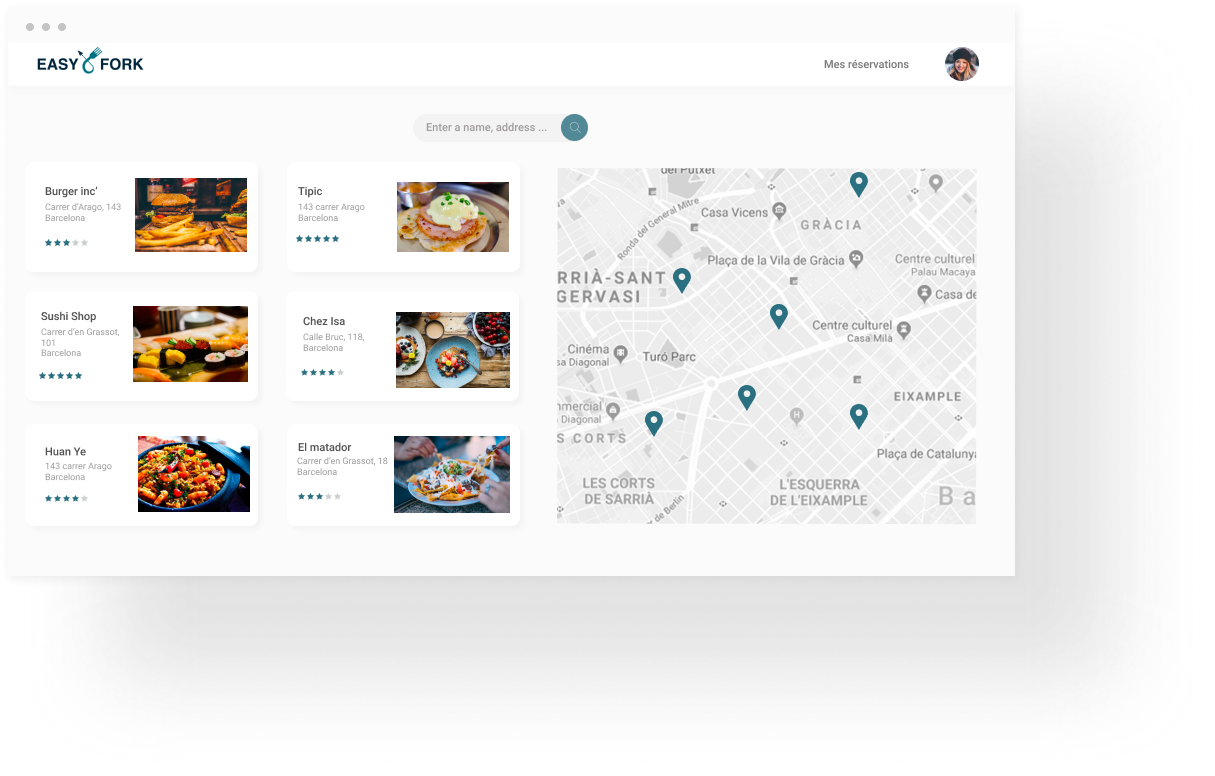 EASY FORK
Mes réservations
Enter a name, address ...
Burger inc'
Carrer d'Arago, 143
Barcelona
Tipic
143 carrer Arago
Barcelona
Sushi Shop
Carrer d'en Grassot,
101
Barcelona
Chez Isa
Calle Bruc, 118,
Barcelona
Huan Ye
143 carrer Arago
Barcelona
El matador
Carrer d'en Grassot, 18
Barcelona
del Putxet
Ronda del General Mitre
Casa Vicens
GRÀCIA
Plaça de la Vila de Gràcia
Centre culturel
Palau Macaya
RRIÀ-SANT
GERVASI
Casa de
Centre culturel
Casa Milà
Cinéma
sa Diagonal
Turó Parc
EIXAMPLE
nmercial
Diagonal
H
S CORTS
Plaça de Catalunya
LES CORTS
DE SARRIÀ
L'ESQUERRA
DE L'EIXAMPLE
Ba
r de Berlín